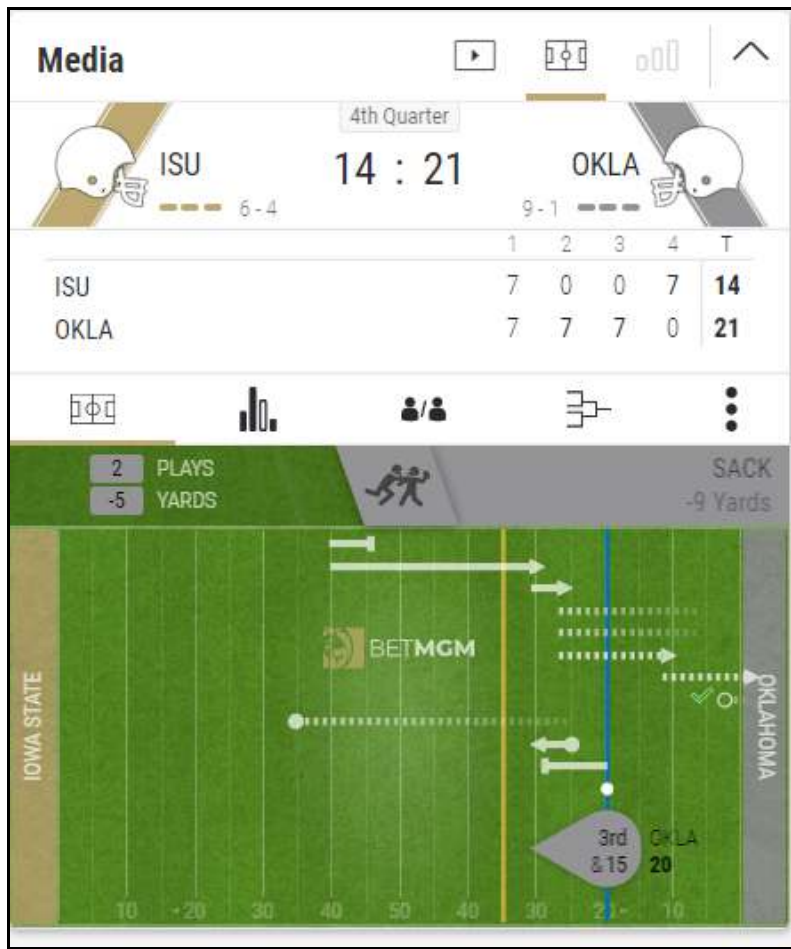 Media
4th Quarter
ISU 14 : 21 OKLA
6 - 4 9 - 1
1 2 3 4 T
ISU 7 0 0 7 14
OKLA 7 7 7 0 21
2 PLAYS SACK
-5 YARDS -9 Yards
BETMGM
IOWA STATE
OKLAHOMA
3rd OKLA
& 15 20
10 20 30 40 50 40 30 20 10